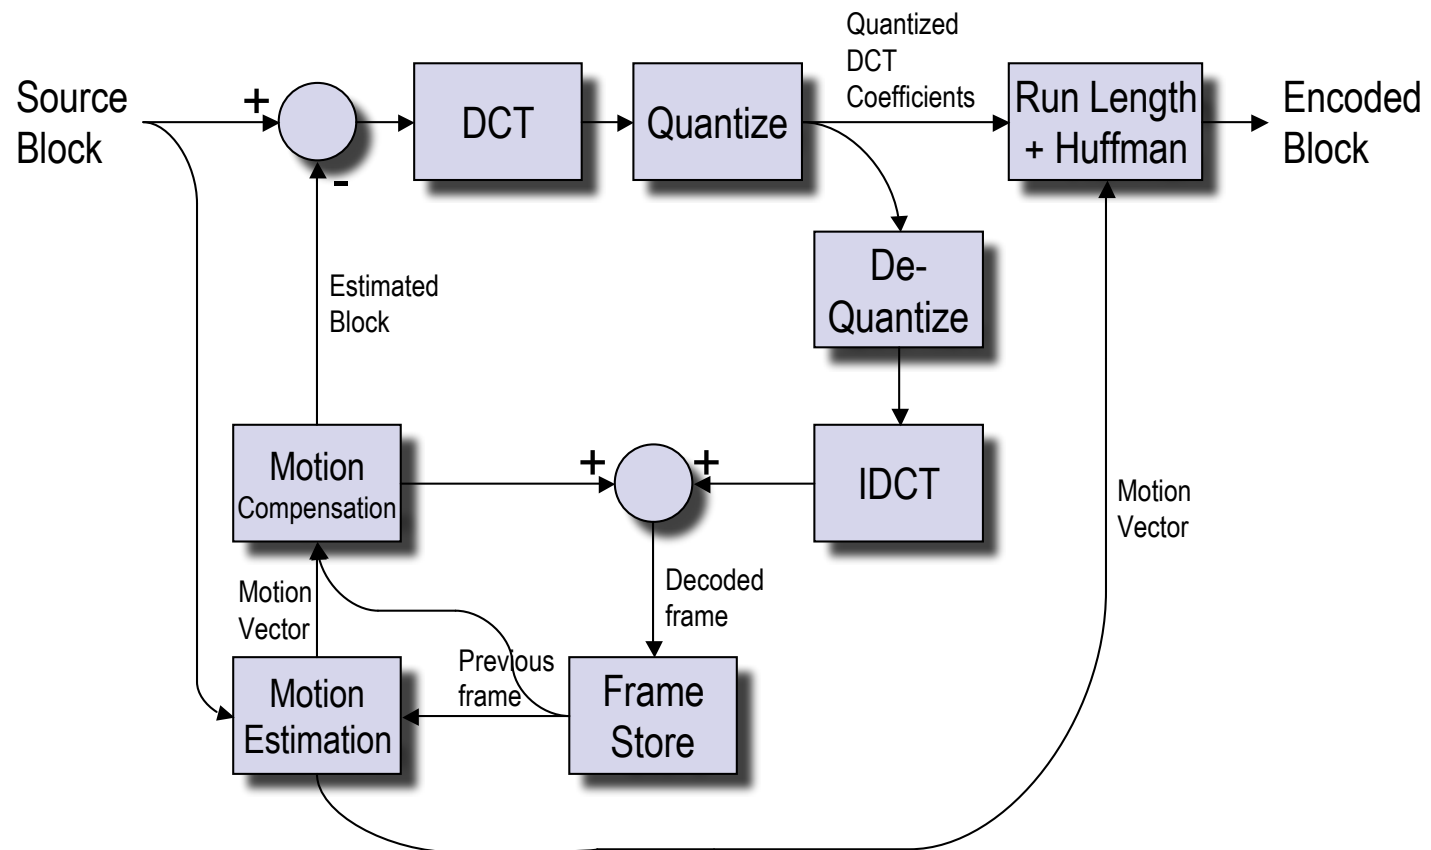 Source
Block
+
-
DCT
Quantize
Quantized
DCT
Coefficients
Run Length
+ Huffman
Encoded
Block
De-
Quantize
Estimated
Block
Motion
Compensation
+
+
IDCT
Motion
Vector
Motion
Vector
Decoded
frame
Previous
frame
Motion
Estimation
Frame
Store